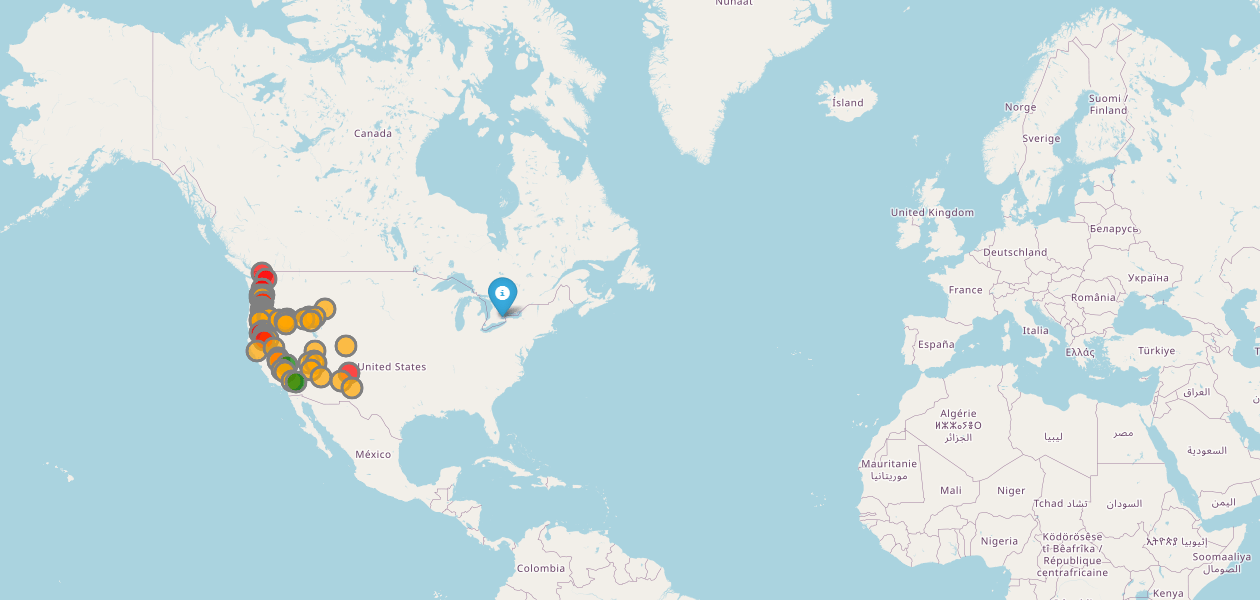 Nunaat
Ísland
Norge
Suomi /
Finland
Sverige
Canada
United Kingdom
Беларусь
Deutschland
Україна
France
România
Italia
España
Ελλάς
Türkiye
United States
العراق
Algérie
ⵍⵣⵣⴰⵢⴻⵔ
الجزائر
ليبيا
مصر
السعودية
México
Mauritanie
موريتانيا
Mali
Niger
Tchad تشاد
السودان
اليمن
Nigeria
Ködörösêse
tî Bêafrîka /
République
centrafricaine
ኢትዮጵያ إثيوبيا
Soomaaliya
الصومال
Colombia
Kenya
i